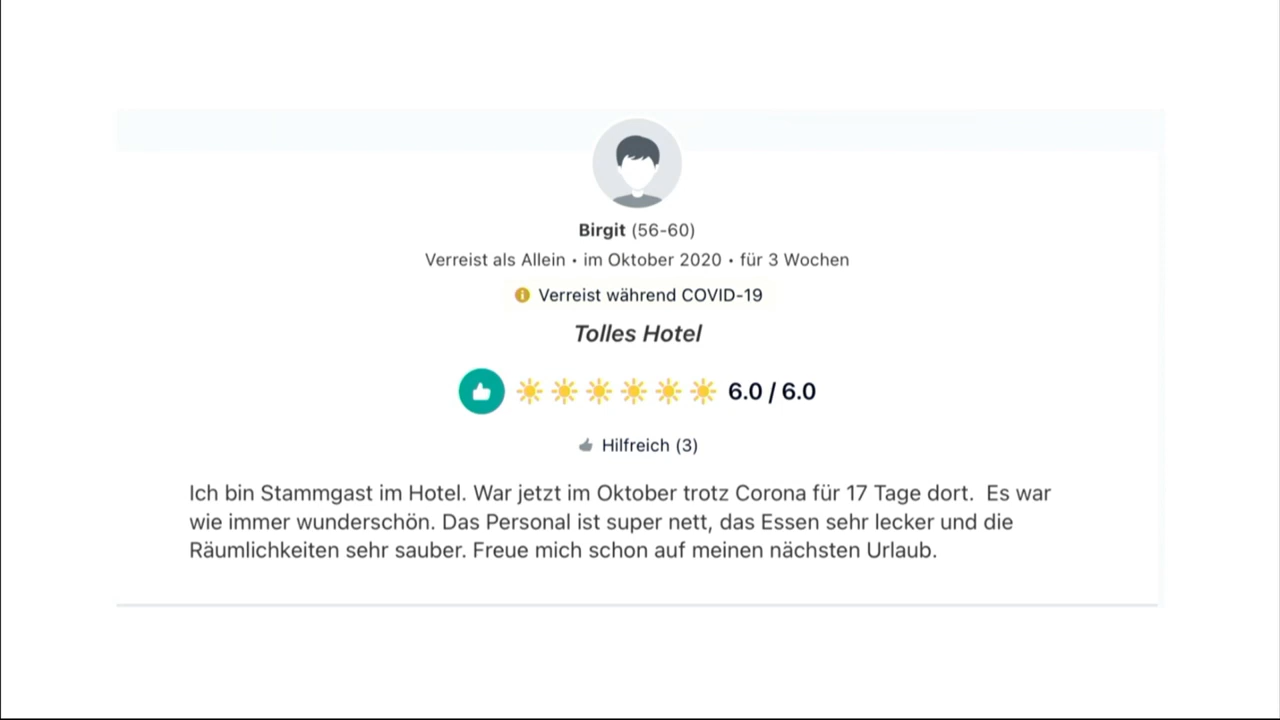 Birgit (56-60)
Verreist als Allein • im Oktober 2020 • für 3 Wochen
Verreist während COVID-19
Tolles Hotel
6.0 / 6.0
Hilfreich (3)
Ich bin Stammgast im Hotel. War jetzt im Oktober trotz Corona für 17 Tage dort.  Es war
wie immer wunderschön. Das Personal ist super nett, das Essen sehr lecker und die
Räumlichkeiten sehr sauber. Freue mich schon auf meinen nächsten Urlaub.